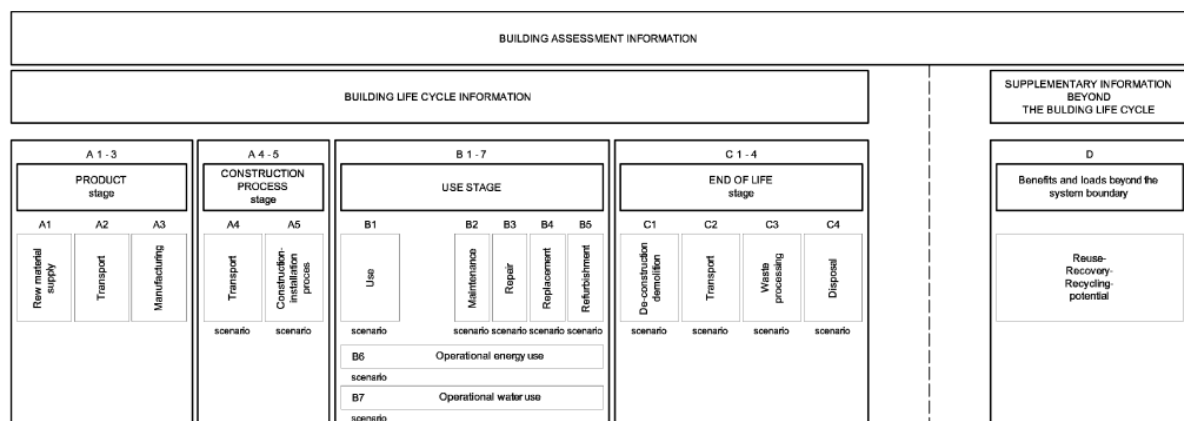 BUILDING ASSESSMENT INFORMATION
BUILDING LIFE CYCLE INFORMATION
SUPPLEMENTARY INFORMATION
BEYOND
THE BULDING LIFE CYCLE
A 1-3
PRODUCT
stage
A1
A2
A3
Rew material
supply
Transport
Manufacturing
A 4-5
CONSTRUCTION
PROCESS
stage
A4
A5
Transport
Construction-
installation
proces
scenario
scenario
B 1-7
USE STAGE
B1
B2
B3
B4
B5
Use
Maintenance
Repair
Replacement
Refurbishment
scenario
scenario
scenario
scenario
scenario
B6 Operational energy use
scenario
B7 Operational water use
scenario
C 1-4
END OF LIFE
stage
C1
C2
C3
C4
De-construction
demolition
Transport
Waste
processing
Disposal
scenario
scenario
scenario
scenario
D
Benefits and loads beyond the
system boundary
Reuse-
Recovery-
Recycling-
potential